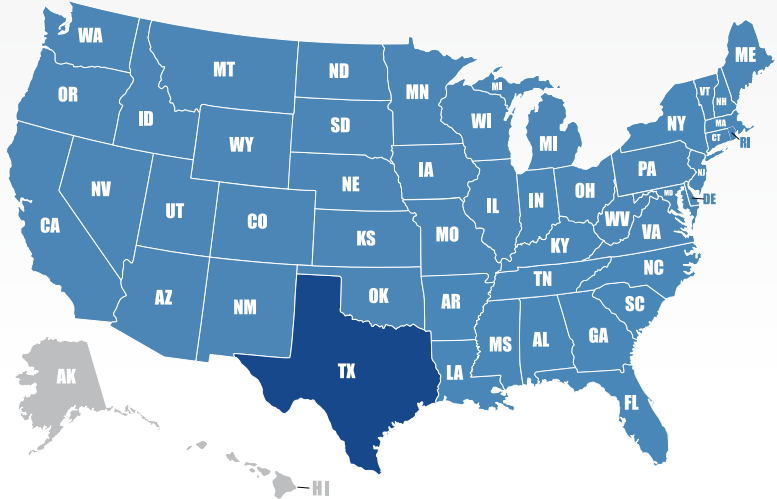 WA
MT
ND
MN
MI
ME
VT
NH
OR
ID
SD
WI
MI
NY
MA
CT
RI
WY
IA
PA
NJ
NV
UT
CO
NE
IL
IN
OH
MD
DE
CA
KS
MO
WV
VA
KY
AZ
NM
OK
AR
TN
NC
SC
TX
LA
MS
AL
GA
AK
FL
HI